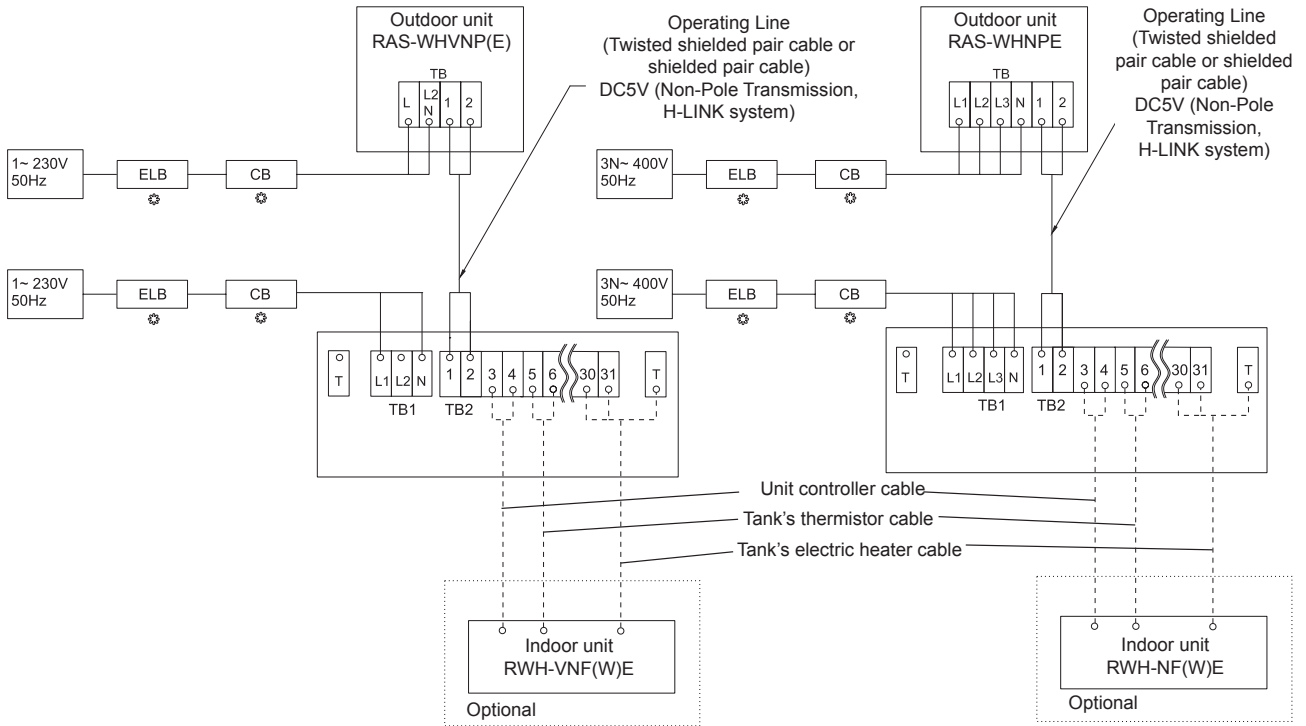 Outdoor unit
RAS-WHVNP(E)
TB
L
L2
N
1
2
Operating Line
(Twisted shielded pair cable or
shielded pair cable)
DC5V (Non-Pole Transmission,
H-LINK system)
1~ 230V
50Hz
ELB
CB
1~ 230V
50Hz
ELB
CB
T
L1 L2 N
1 2 3 4 5 6 30 31
T
TB1
TB2
Outdoor unit
RAS-WHNPE
TB
L1 L2 L3 N 1 2
Operating Line
(Twisted shielded
pair cable or shielded
pair cable)
DC5V (Non-Pole
Transmission,
H-LINK system)
3N~ 400V
50Hz
ELB
CB
3N~ 400V
50Hz
ELB
CB
T
L1 L2 L3 N
1 2 3 4 5 6 30 31
T
TB1
TB2
Unit controller cable
Tank's thermistor cable
Tank's electric heater cable
Indoor unit
RWH-VNF(W)E
Optional
Indoor unit
RWH-NF(W)E
Optional